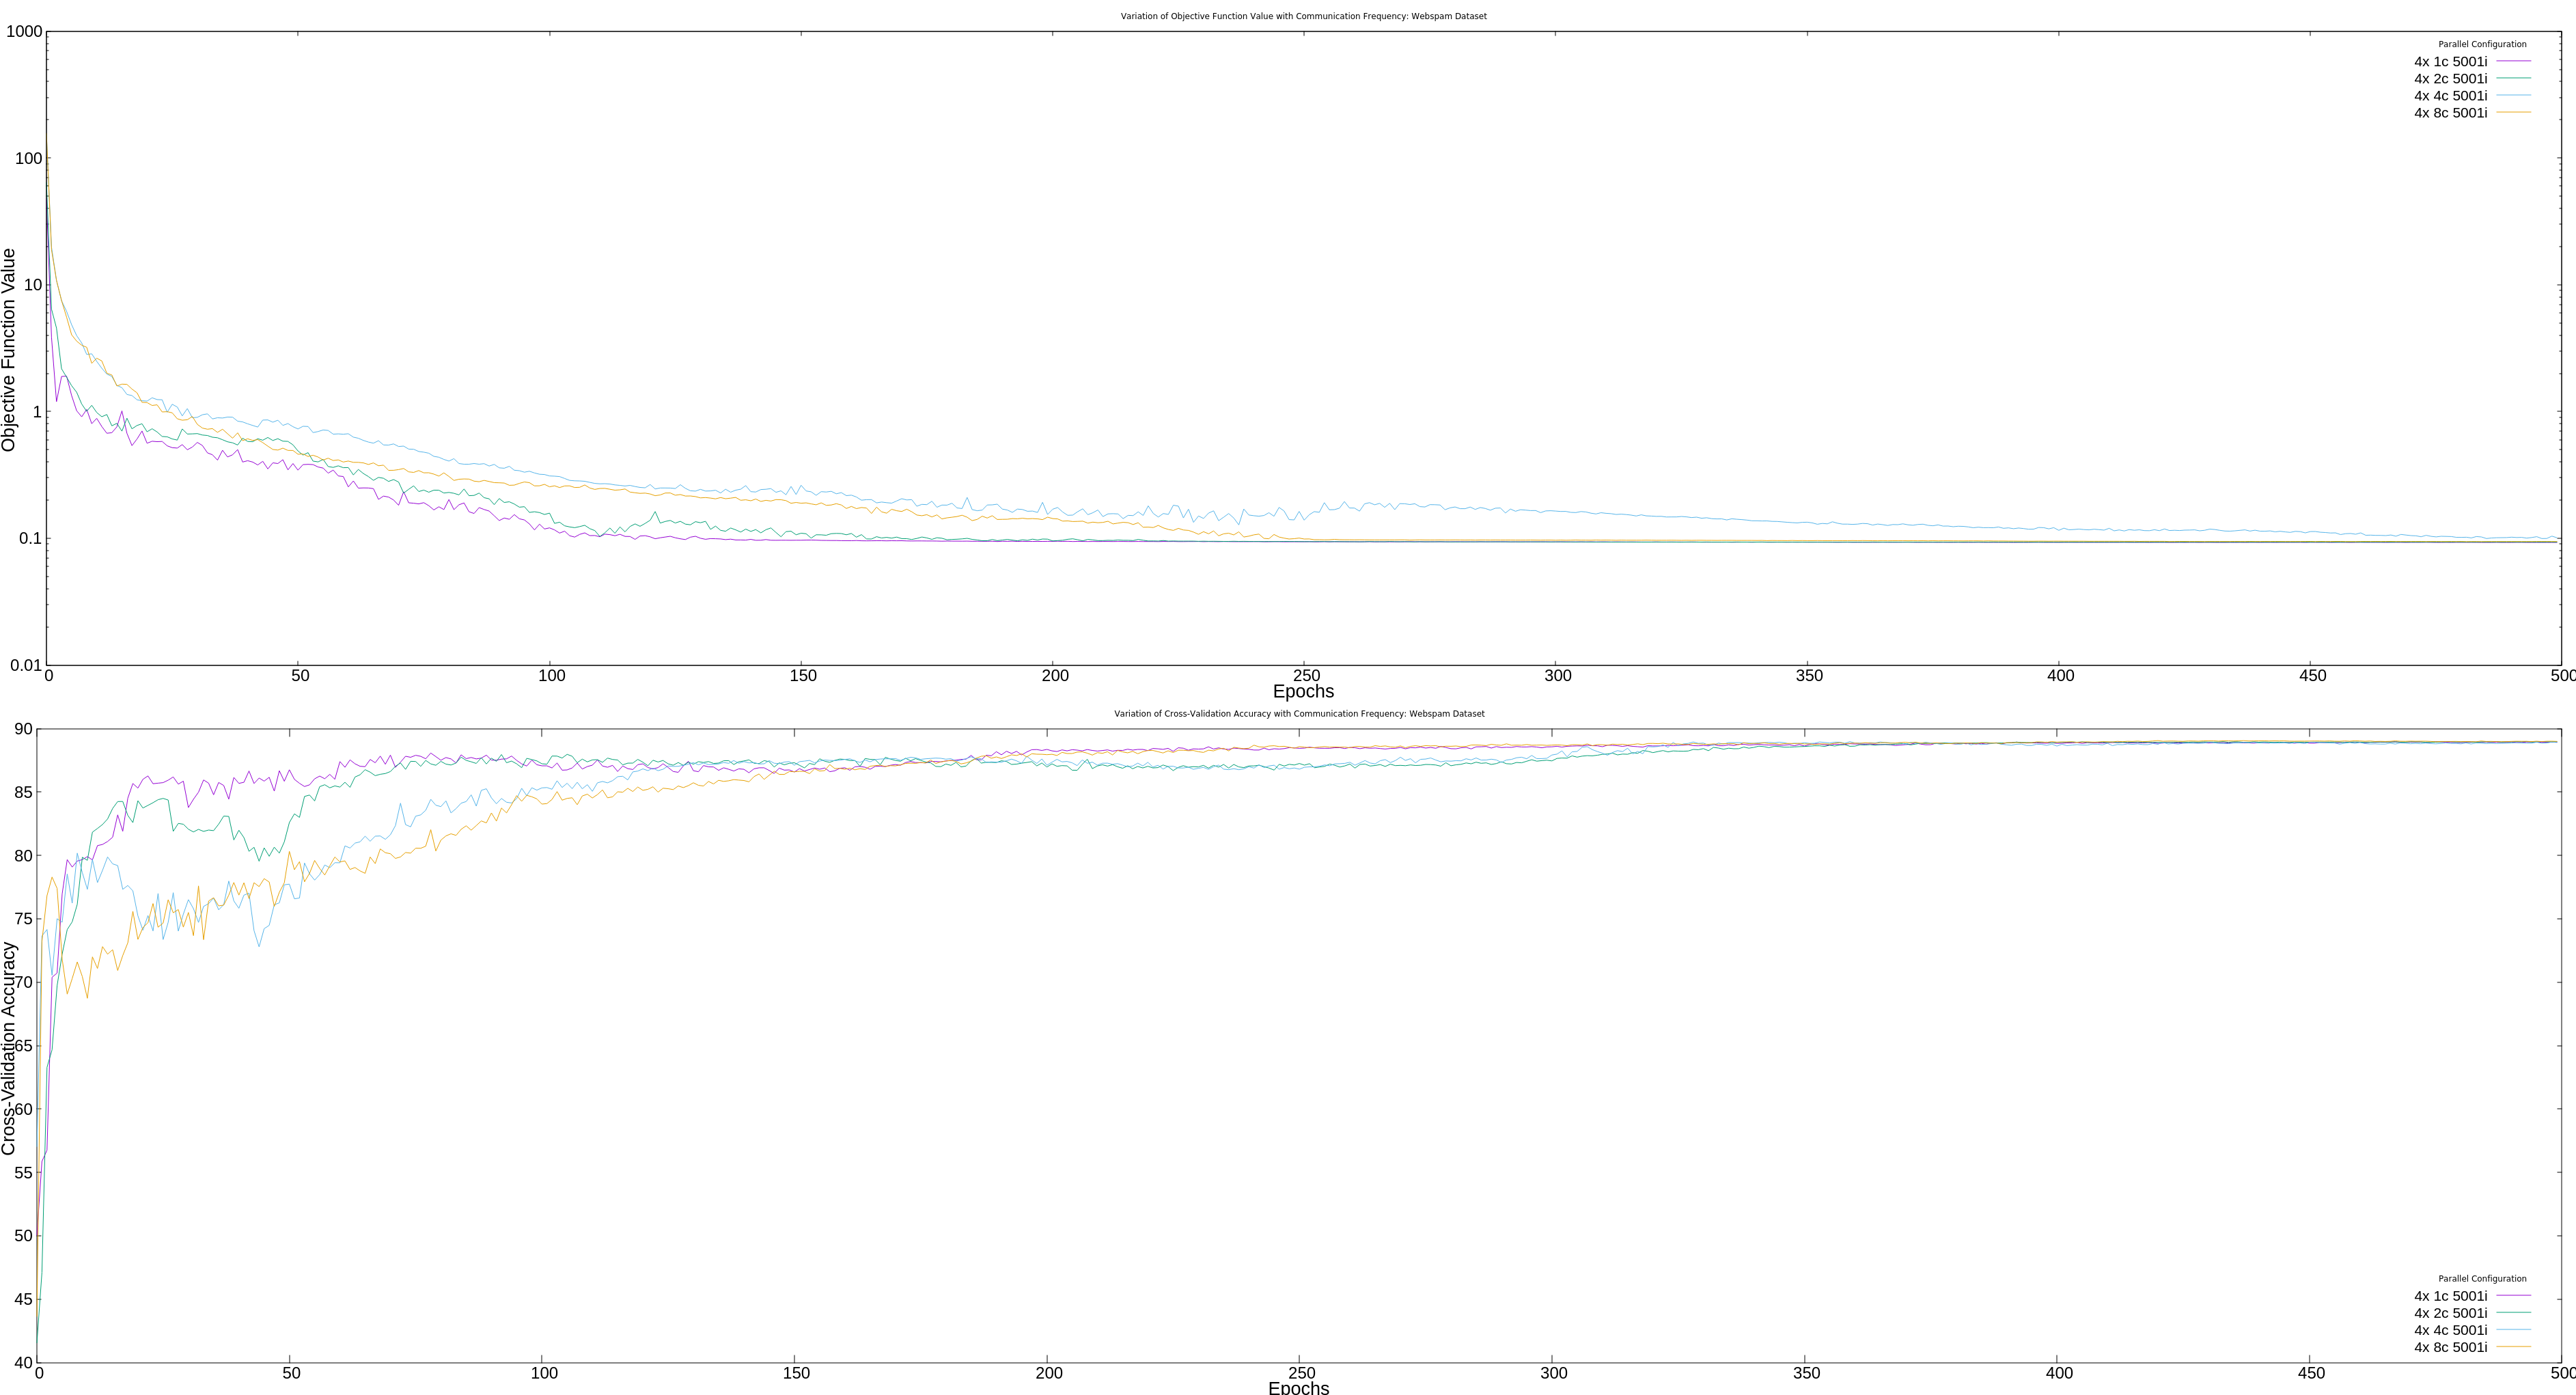 Variation of Objective Function Value with Communication Frequency: Webspam Dataset
1000
100
10
1
0.1
0.01
Objective Function Value
Parallel Configuration
4x 1c 5001i
4x 2c 5001i
4x 4c 5001i
4x 8c 5001i
0 50 100 150 200 250 300 350 400 450 500
Epochs
Variation of Cross-Validation Accuracy with Communication Frequency: Webspam Dataset
90
85
80
75
70
65
60
55
50
45
40
Cross-Validation Accuracy
Parallel Configuration
4x 1c 5001i
4x 2c 5001i
4x 4c 5001i
4x 8c 5001i
0 50 100 150 200 250 300 350 400 450 500
Epochs